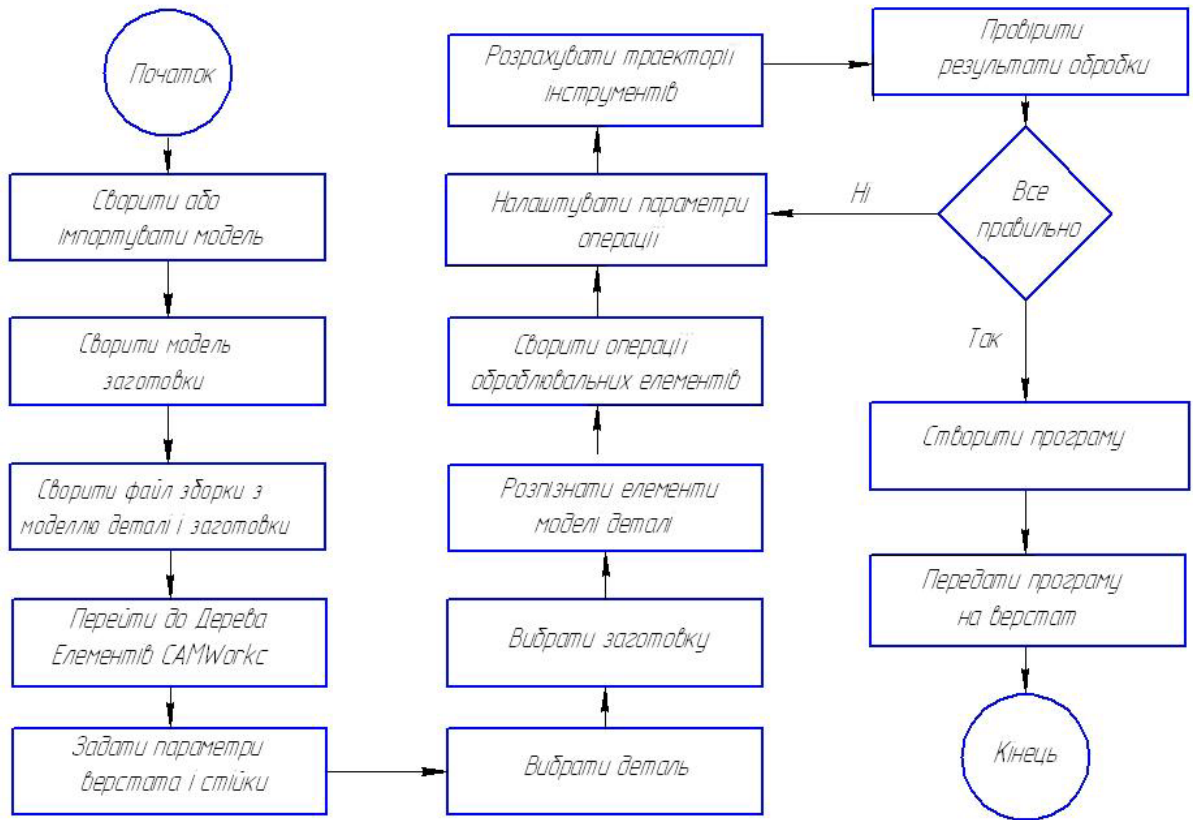 Початок
Сворити або
імпортувати модель
Сворити модель
заготовки
Сворити файл зборки з
моделлю деталі і заготовки
Перейти до Дерева
Елементів CAMWorkс
Задати параметри
верстата і стійки
Вибрати деталь
Вибрати заготовку
Розпізнати елементи
моделі деталі
Сворити операції
оброблювальних елементів
Налаштувати параметри
операції
Розрахувати траекторії
інструментів
Провірити
результати обробки
Все
правильно
Ні
Так
Створити програму
Передати програму
на верстат
Кінець